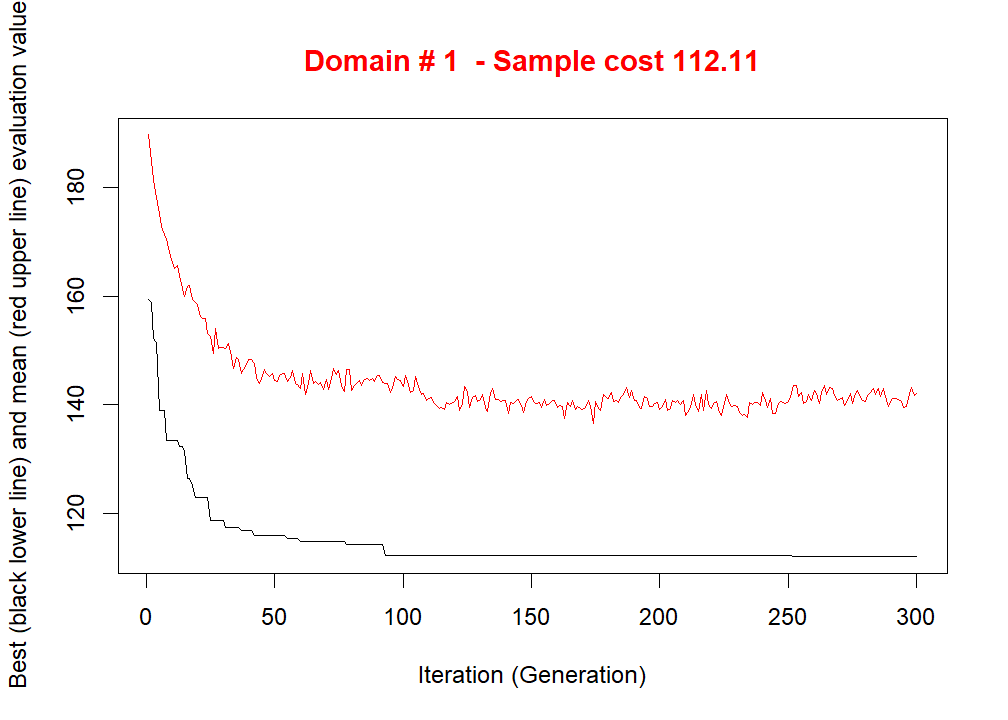 Domain # 1  - Sample cost 112.11
Best (black lower line) and mean (red upper line) evaluation value
180
160
140
120
0 50 100 150 200 250 300
Iteration (Generation)